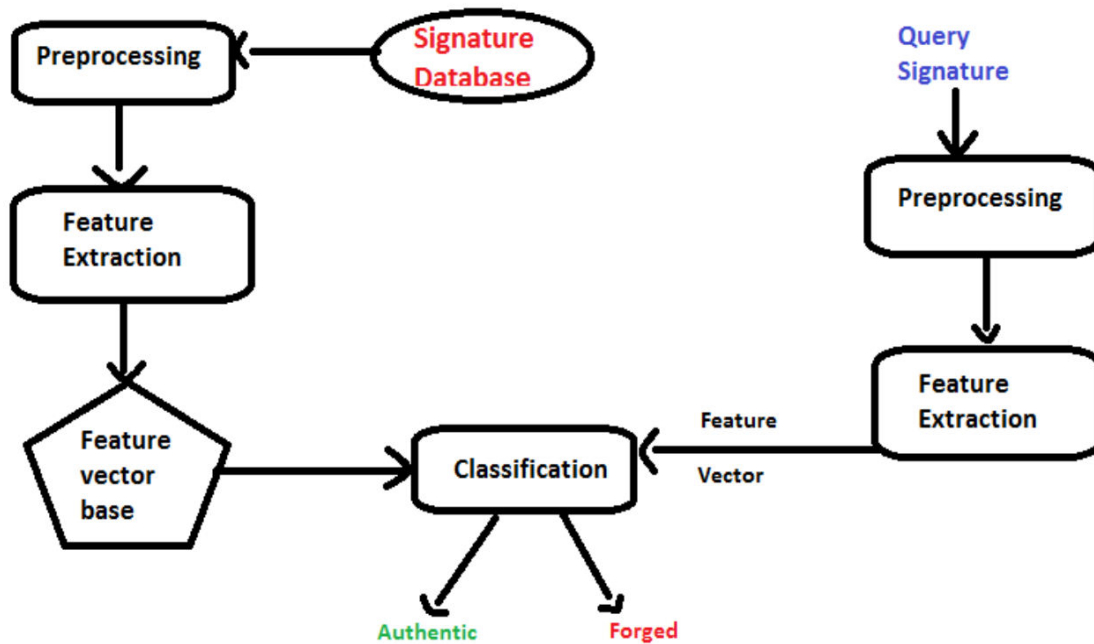 Preprocessing
Signature
Database
Query
Signature
Preprocessing
Feature
Extraction
Feature
Extraction
Feature
vector
base
Classification
Feature
Vector
Authentic
Forged